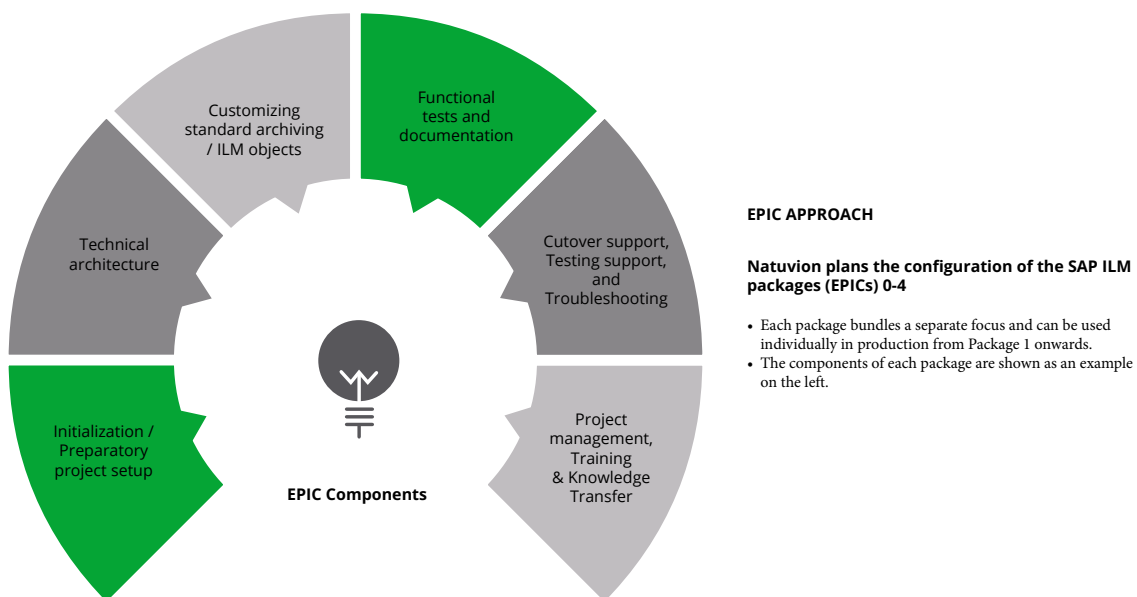 Customizing
standard archiving
/ ILM objects
Functional
tests and
documentation
Technical
architecture
Cutover support,
Testing support,
and
Troubleshooting
Initialization /
Preparatory
project setup
Project
management,
Training
& Knowledge
Transfer
EPIC Components
EPIC APPROACH
Natuvion plans the configuration of the SAP ILM
packages (EPICs) 0-4
• Each package bundles a separate focus and can be used
individually in production from Package 1 onwards.
• The components of each package are shown as an example
on the left.